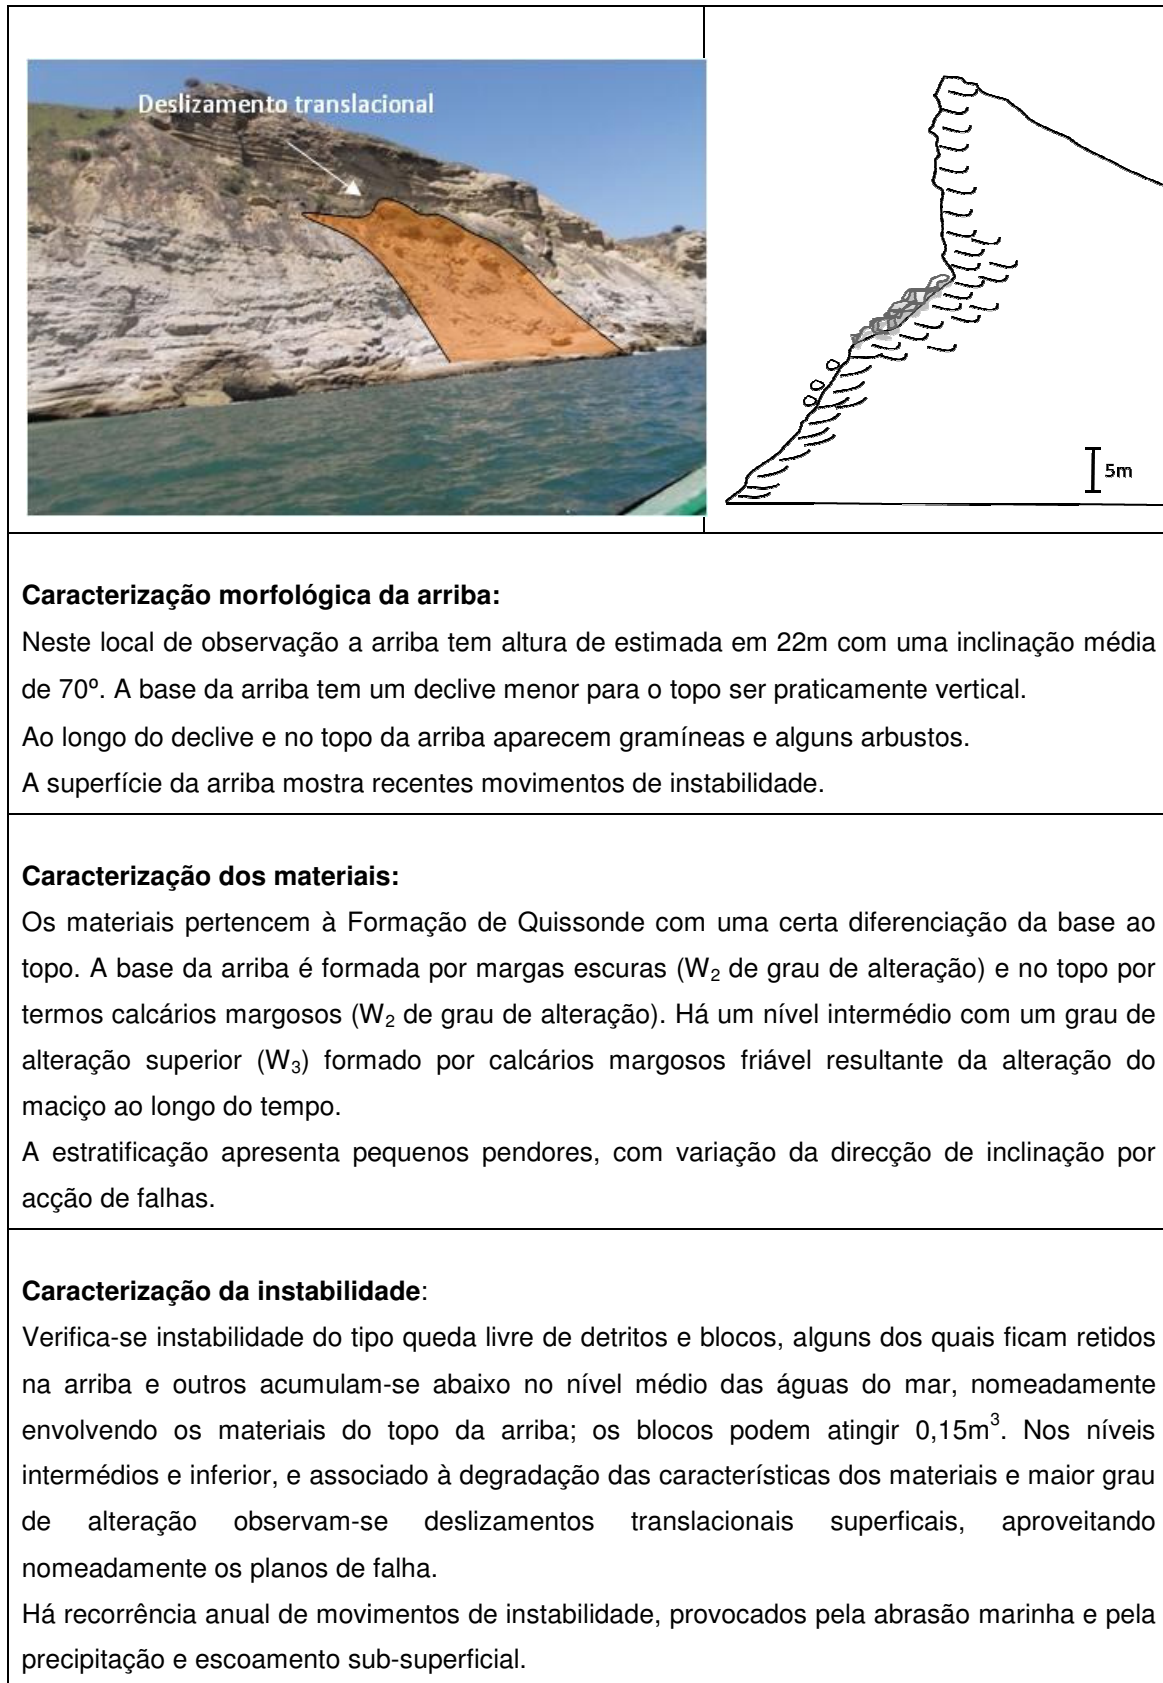 Deslizamento translacional
5m
Caracterização morfológica da arriba:
Neste local de observação a arriba tem altura de estimada em 22m com uma inclinação média
de 70º. A base da arriba tem um declive menor para o topo ser praticamente vertical.
Ao longo do declive e no topo da arriba aparecem gramíneas e alguns arbustos.
A superfície da arriba mostra recentes movimentos de instabilidade.
Caracterização dos materiais:
Os materiais pertencem à Formação de Quissonde com uma certa diferenciação da base ao
topo. A base da arriba é formada por margas escuras (W₂ de grau de alteração) e no topo por
termos calcários margosos (W₂ de grau de alteração). Há um nível intermédio com um grau de
alteração superior (W₃) formado por calcários margosos friável resultante da alteração do
maciço ao longo do tempo.
A estratificação apresenta pequenos pendores, com variação da direcção de inclinação por
acção de falhas.
Caracterização da instabilidade:
Verifica-se instabilidade do tipo queda livre de detritos e blocos, alguns dos quais ficam retidos
na arriba e outros acumulam-se abaixo no nível médio das águas do mar, nomeadamente
envolvendo os materiais do topo da arriba; os blocos podem atingir 0,15m³. Nos níveis
intermédios e inferior, e associado à degradação das características dos materiais e maior grau
de alteração observam-se deslizamentos translacionais superficais, aproveitando
nomeadamente os planos de falha.
Há recorrência anual de movimentos de instabilidade, provocados pela abrasão marinha e pela
precipitação e escoamento sub-superficial.